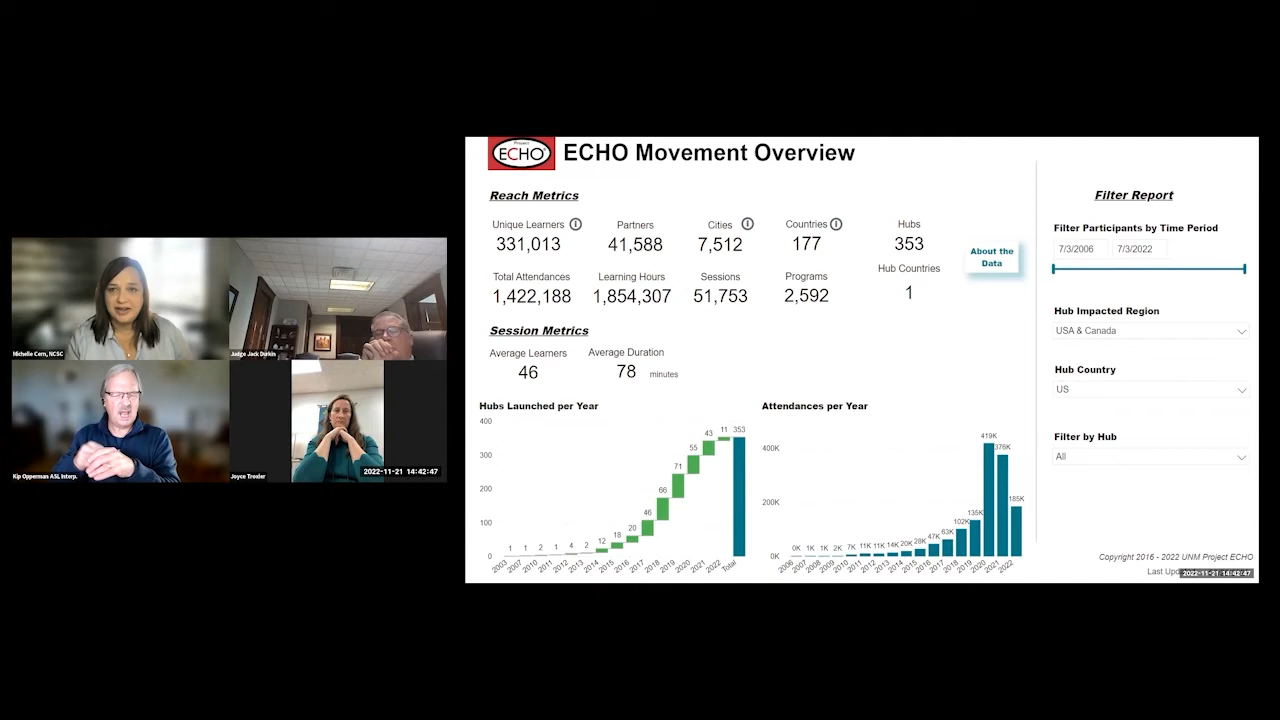 Project
ECHO
ECHO Movement Overview
Reach Metrics
Unique Learners
331,013
Partners
41,588
Cities
7,512
Countries
177
Hubs
353
Total Attendances
1,422,188
Learning Hours
1,854,307
Sessions
51,753
Programs
2,592
Hub Countries
1
About the
Data
Session Metrics
Average Learners
46
Average Duration
78 minutes
Hubs Launched per Year
400
300
200
100
0
1 1 2 1 4 2 12 18 20 46 66 71 55 43 11 353
2003 2007 2010 2011 2012 2013 2014 2015 2016 2017 2018 2019 2020 2021 2022 Total
Attendances per Year
400K
200K
0K
0K 1K 1K 2K 7K 11K 11K 14K 20K 28K 47K 63K 102K 135K 419K 376K 185K
2006 2007 2008 2009 2010 2011 2012 2013 2014 2015 2016 2017 2018 2019 2020 2021 2022
Filter Report
Filter Participants by Time Period
7/3/2006 7/3/2022
Hub Impacted Region
USA & Canada
Hub Country
US
Filter by Hub
All
Copyright 2016 - 2022 UNM Project ECHO
Last
2022-11-21 14:42:47
Michelle Cern, NCSC
Judge Jack Durkin
Kip Opperman ASL Interp.
Joyce Troxler
2022-11-21 14:42:47